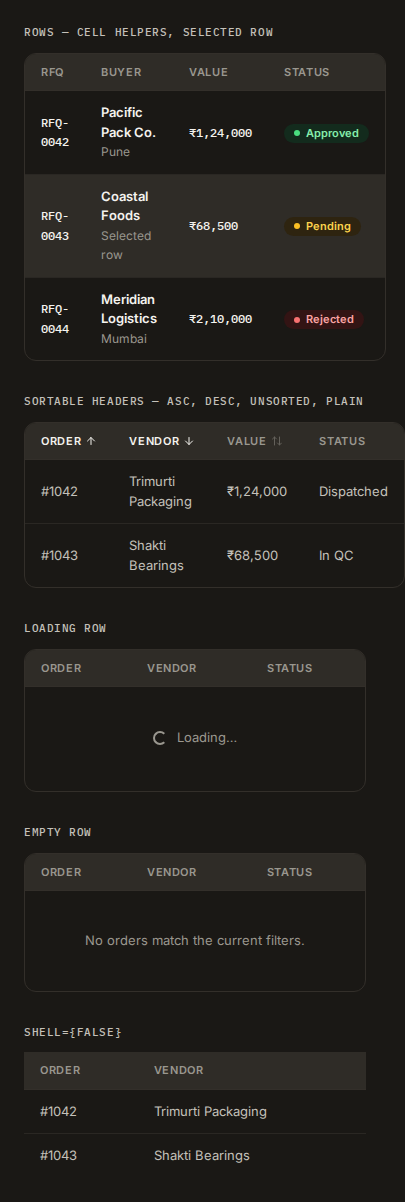 ROWS — CELL HELPERS, SELECTED ROW
RFQ BUYER VALUE STATUS
RFQ-0042 Pacific Pack Co. Pune ₹1,24,000 Approved
RFQ-0043 Coastal Foods Selected row ₹68,500 Pending
RFQ-0044 Meridian Logistics Mumbai ₹2,10,000 Rejected
SORTABLE HEADERS — ASC, DESC, UNSORTED, PLAIN
ORDER ↑ VENDOR ↓ VALUE ↑↓ STATUS
#1042 Trimurti Packaging ₹1,24,000 Dispatched
#1043 Shakti Bearings ₹68,500 In QC
LOADING ROW
ORDER VENDOR STATUS
Loading…
EMPTY ROW
ORDER VENDOR STATUS
No orders match the current filters.
SHELL={FALSE}
ORDER VENDOR
#1042 Trimurti Packaging
#1043 Shakti Bearings